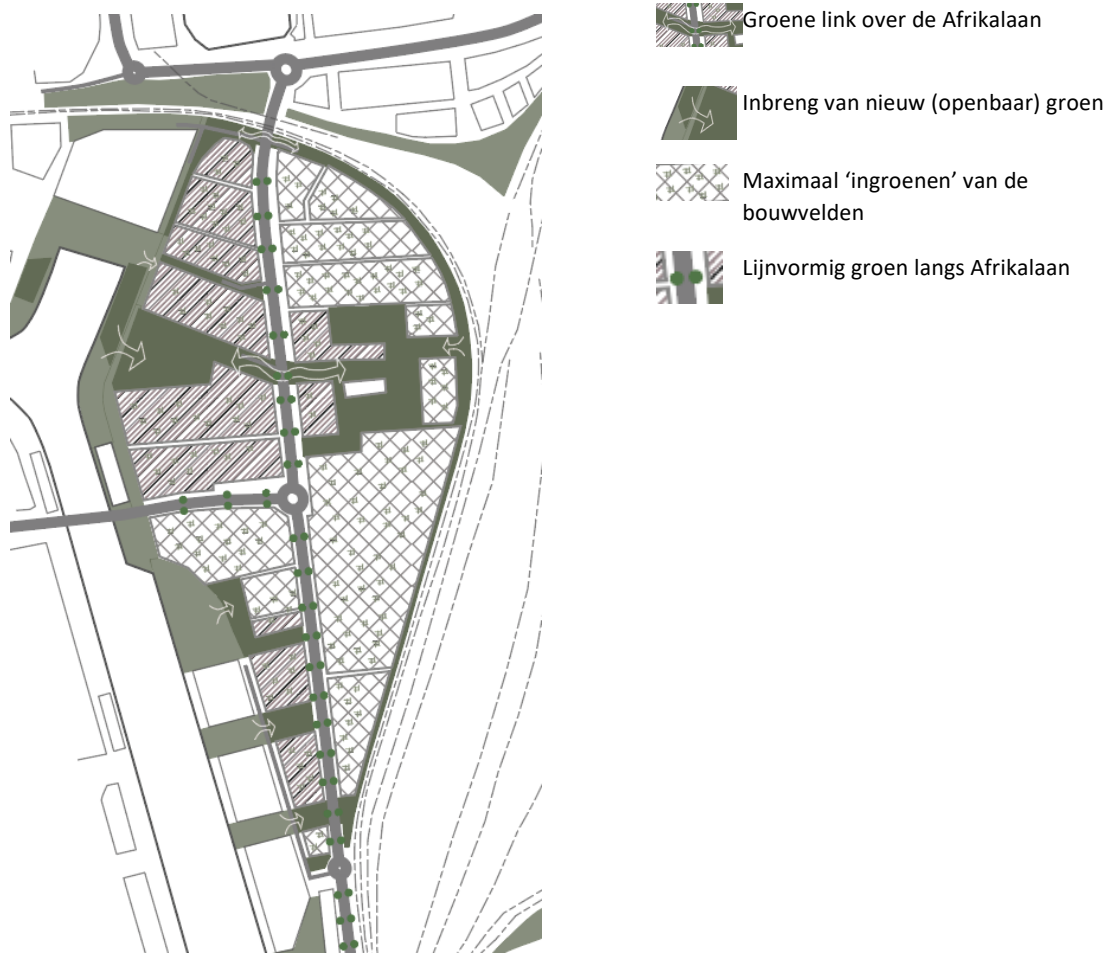 Groene link over de Afrikalaan
Inbreng van nieuw (openbaar) groen
Maximaal ‘ingroenen’ van de
bouwvelden
Lijnvormig groen langs Afrikalaan